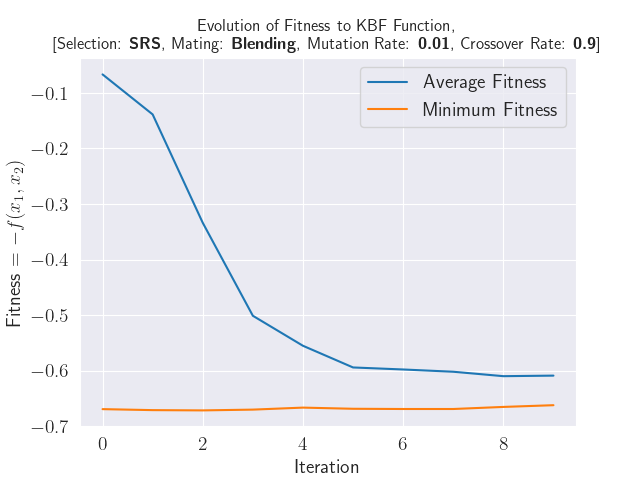 Evolution of Fitness to KBF Function,
[Selection: SRS, Mating: Blending, Mutation Rate: 0.01, Crossover Rate: 0.9]
Average Fitness
Minimum Fitness
Fitness = −f(x₁, x₂)
−0.1
−0.2
−0.3
−0.4
−0.5
−0.6
−0.7
0 2 4 6 8
Iteration